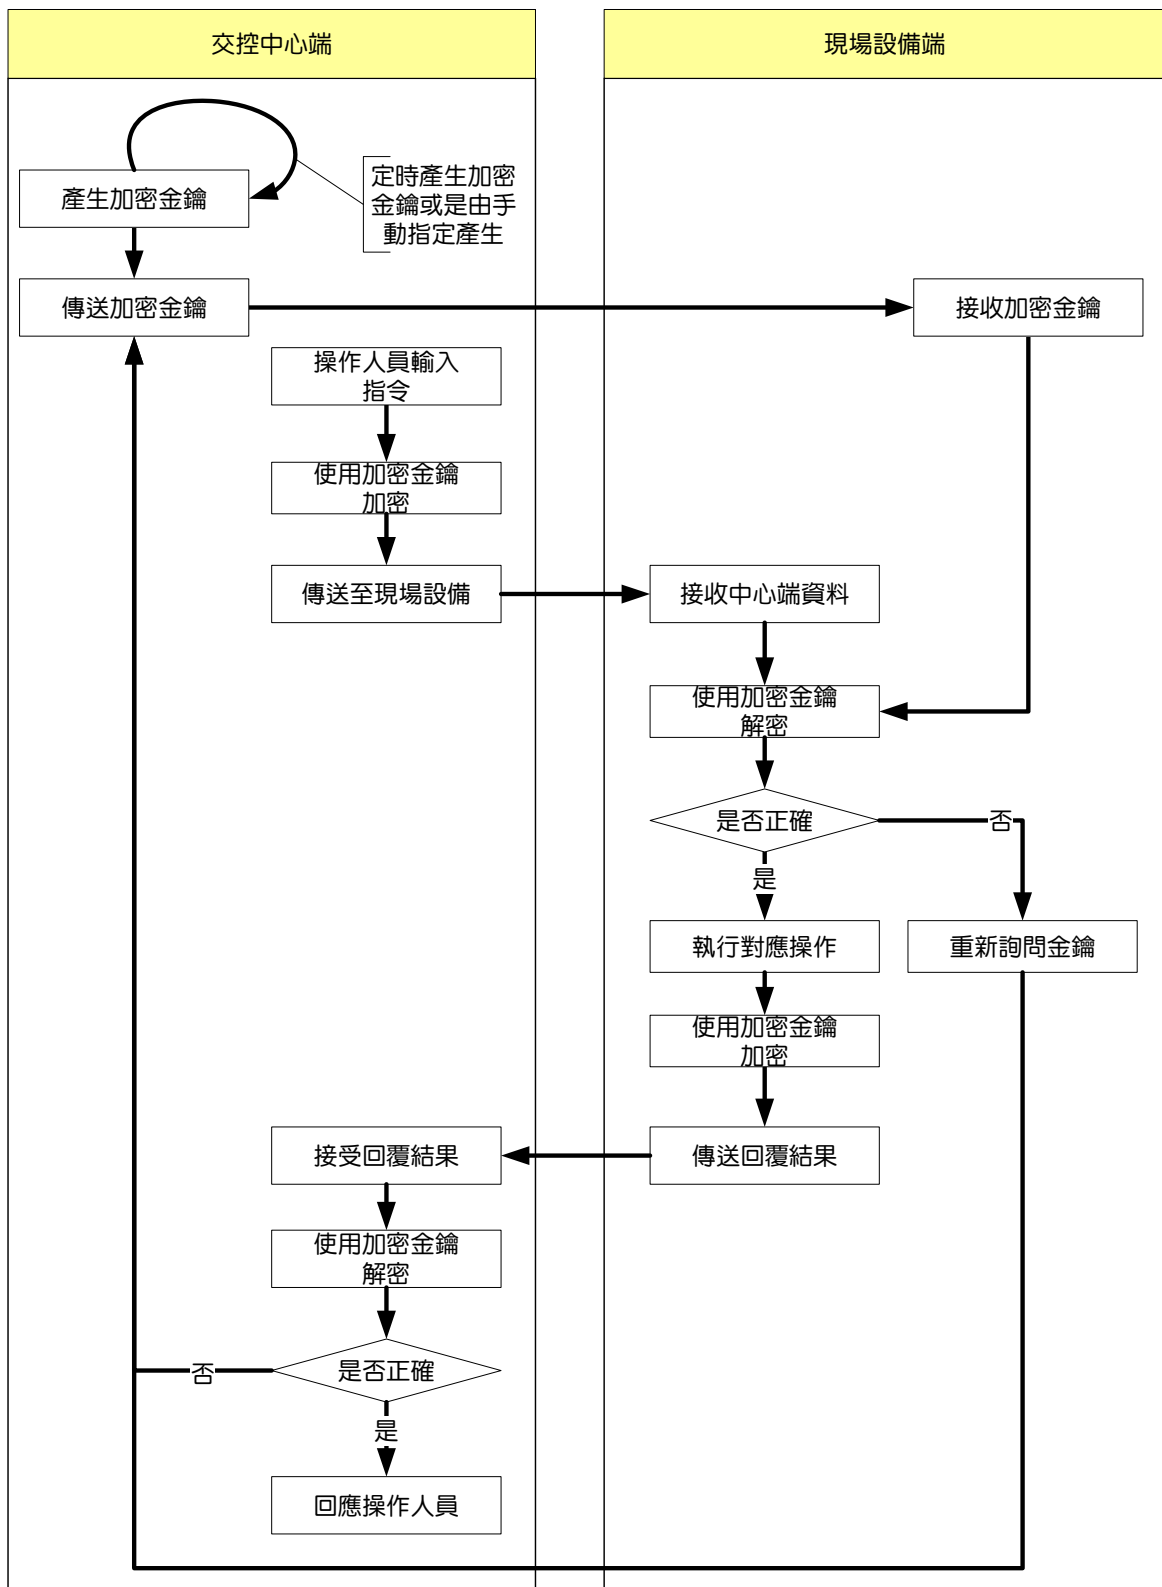 交控中心端
現場設備端
產生加密金鑰
定時產生加密
金鑰或是由手
動指定產生
傳送加密金鑰
接收加密金鑰
操作人員輸入
指令
使用加密金鑰
加密
傳送至現場設備
接收中心端資料
使用加密金鑰
解密
是否正確
否
是
執行對應操作
重新詢問金鑰
使用加密金鑰
加密
接受回覆結果
傳送回覆結果
使用加密金鑰
解密
是否正確
否
是
回應操作人員